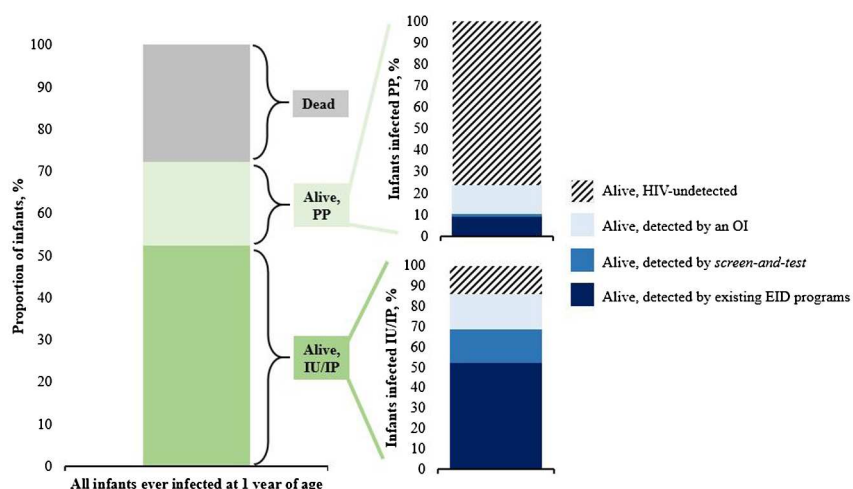 Proportion of infants, %
100
90
80
70
60
50
40
30
20
10
0
All infants ever infected at 1 year of age
Dead
Alive,
PP
Alive,
IU/IP
Infants infected PP, %
100
90
80
70
60
50
40
30
20
10
0
Infants infected IU/IP, %
100
90
80
70
60
50
40
30
20
10
0
Alive, HIV-undetected
Alive, detected by an OI
Alive, detected by screen-and-test
Alive, detected by existing EID programs